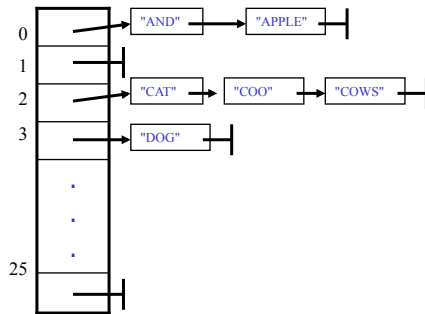 0 "AND" "APPLE"
1
2 "CAT" "COO" "COWS"
3 "DOG"
.
.
.
25